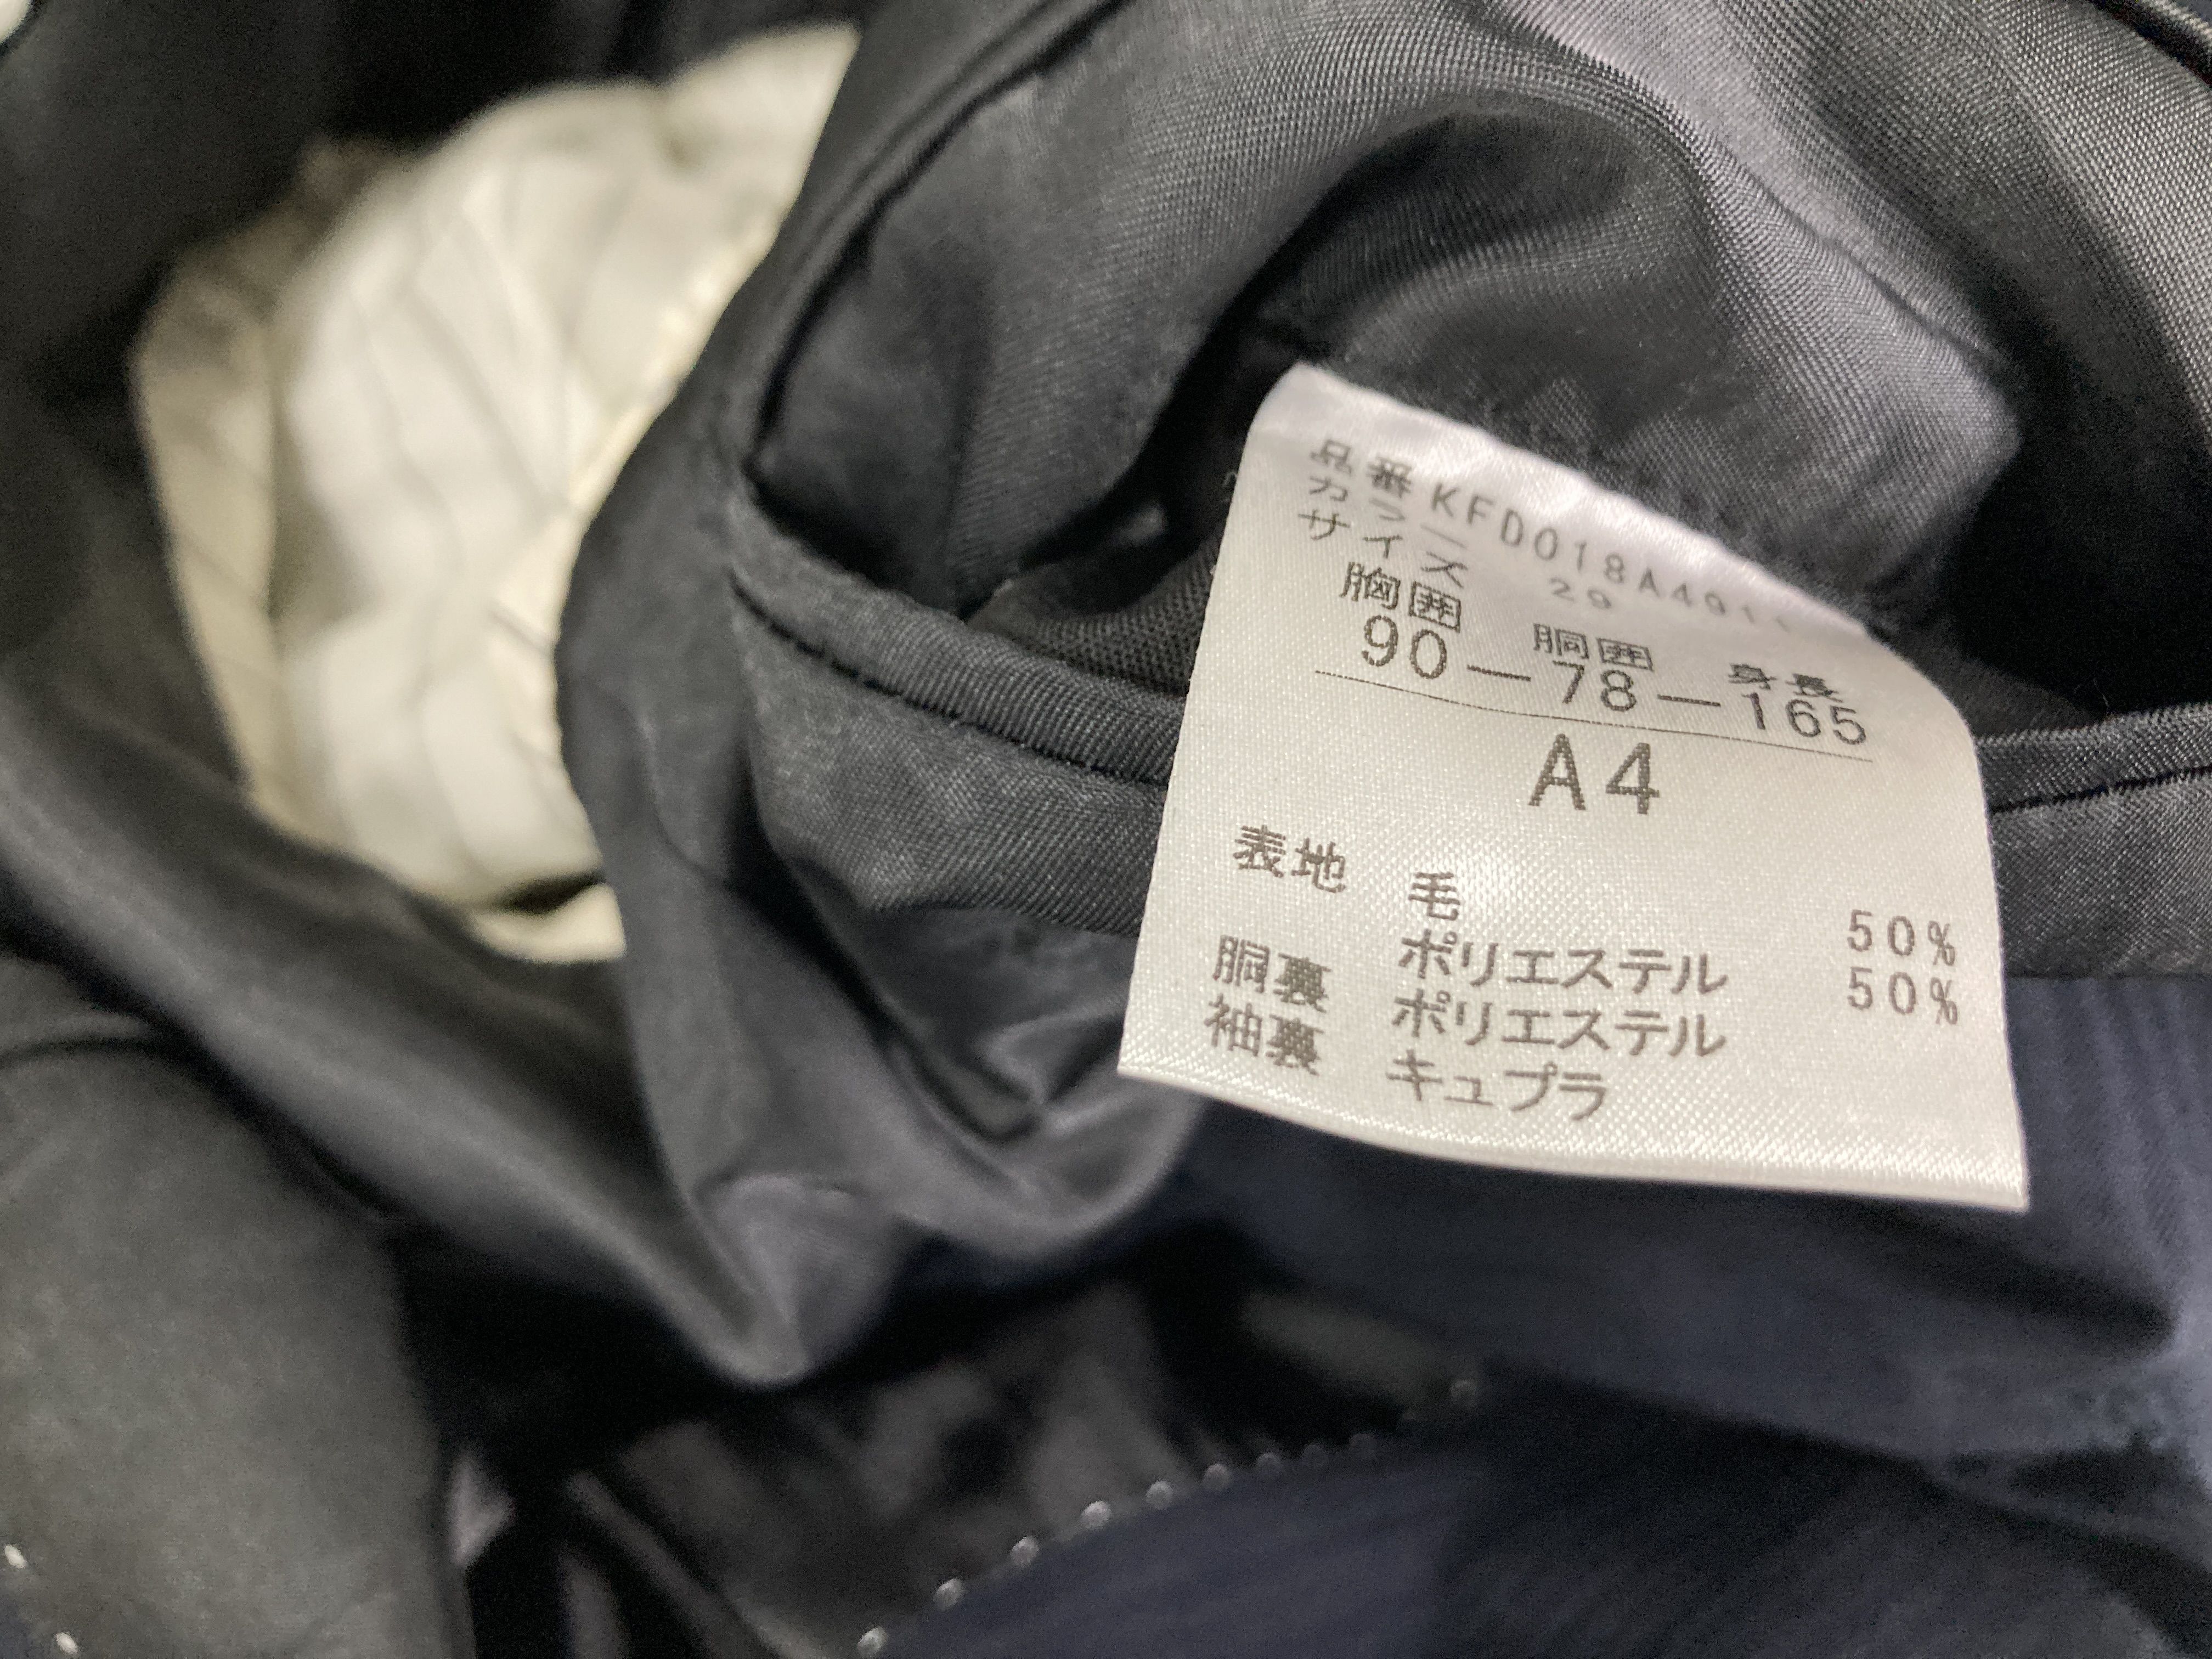 品番 KFD018A491
カラー 29
サイズ
胸囲 胴囲 身長
90－78－165
A4
表地 毛 50%
ポリエステル 50%
胴裏 ポリエステル
袖裏 キュプラ